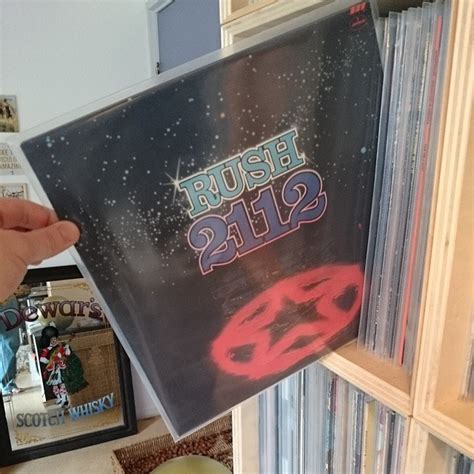 RUSH
2112
Dewar's
SCOTCH WHISKY